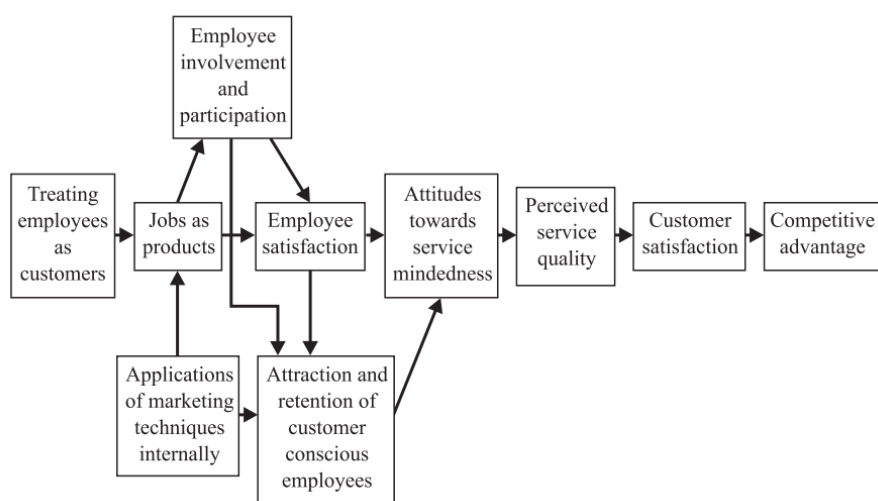 Employee
involvement
and
participation
Treating
employees
as
customers
Jobs as
products
Employee
satisfaction
Attitudes
towards
service
mindedness
Perceived
service
quality
Customer
satisfaction
Competitive
advantage
Applications
of marketing
techniques
internally
Attraction and
retention of
customer
conscious
employees